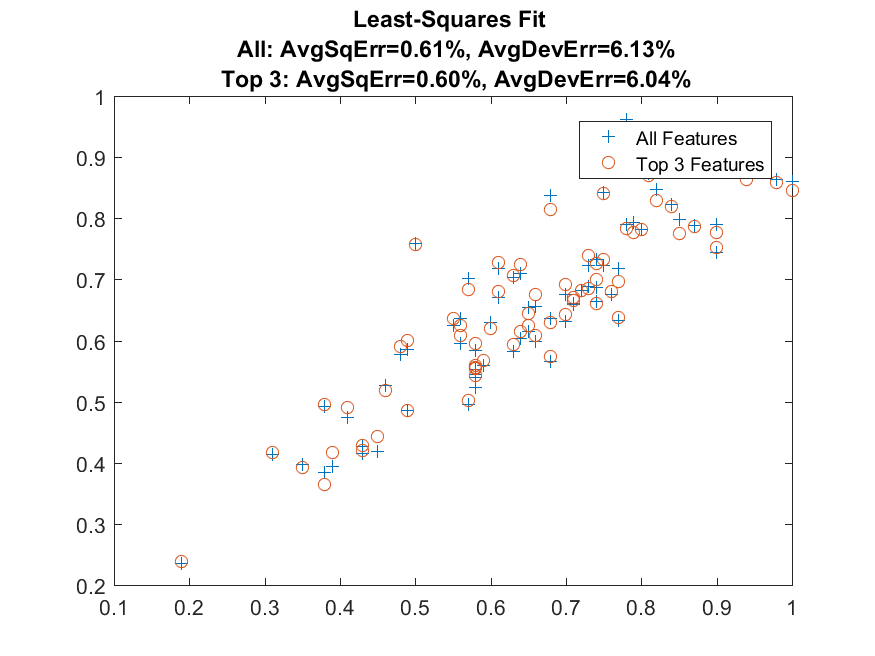 Least-Squares Fit
All: AvgSqErr=0.61%, AvgDevErr=6.13%
Top 3: AvgSqErr=0.60%, AvgDevErr=6.04%
1
0.9
0.8
0.7
0.6
0.5
0.4
0.3
0.2
All Features
Top 3 Features
0.1 0.2 0.3 0.4 0.5 0.6 0.7 0.8 0.9 1